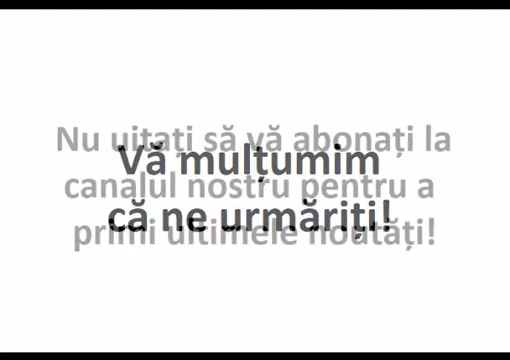 Nu uitați să vă abonați la
Vă mulțumim
canalul nostru pentru a
că ne urmăriți!
primi ultimele noutăți!